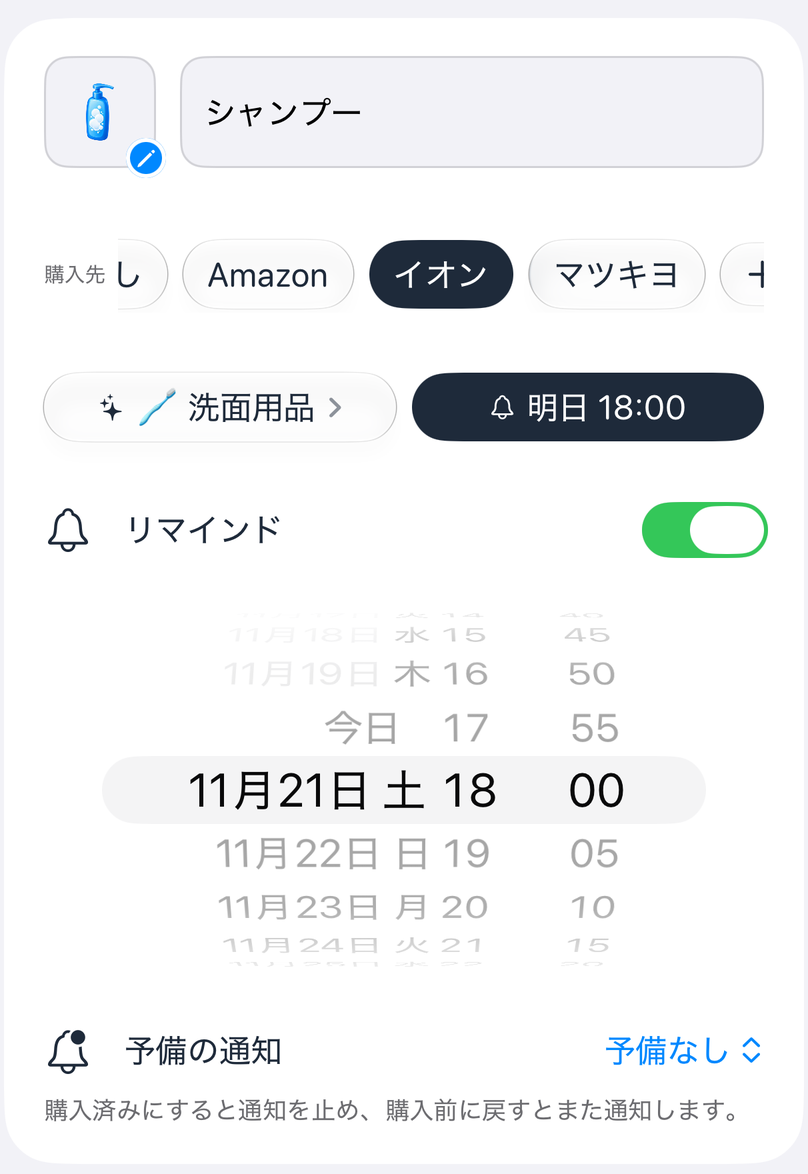 シャンプー
購入先 し Amazon イオン マツキヨ +
洗面用品 明日 18:00
リマインド
11月18日 水 15 45
11月19日 木 16 50
今日 17 55
11月21日 土 18 00
11月22日 日 19 05
11月23日 月 20 10
11月24日 火 21 15
予備の通知 予備なし
購入済みにすると通知を止め、購入前に戻すとまた通知します。